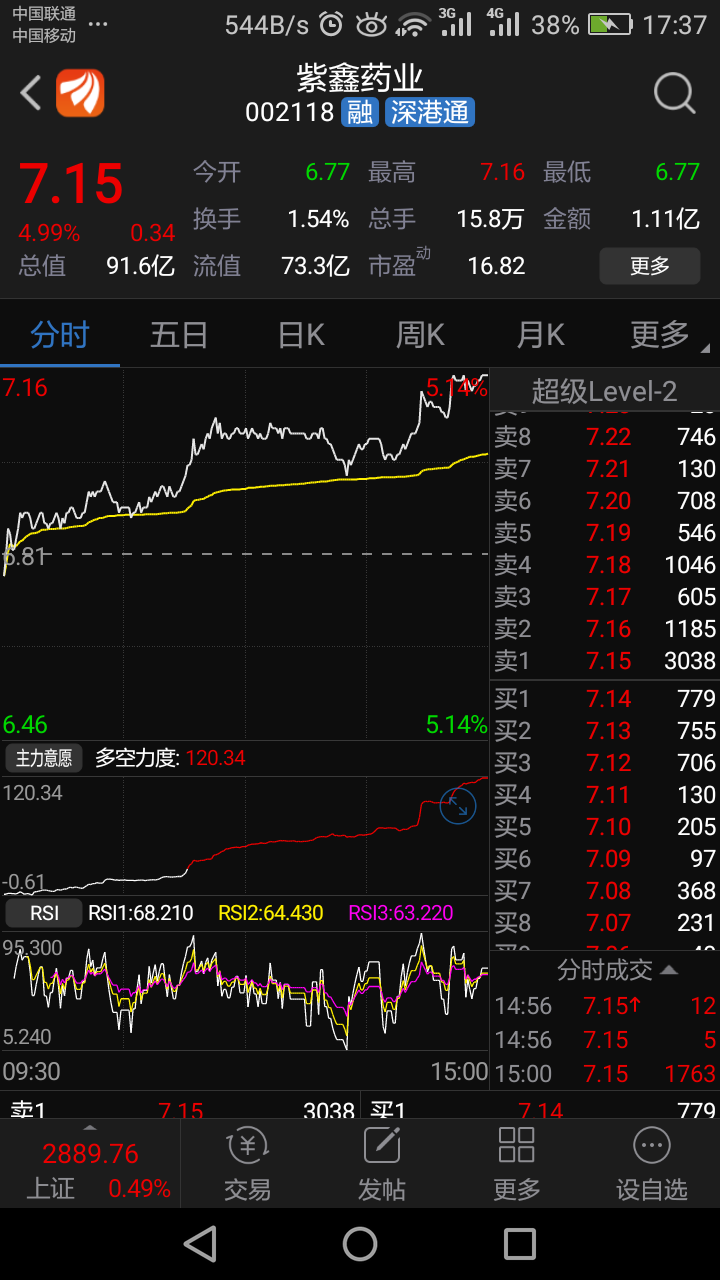 中国联通
中国移动 ... 544B/s 3G 4G 38% 17:37
紫鑫药业
002118 融 深港通
7.15 今开 6.77 最高 7.16 最低 6.77
4.99% 0.34 换手 1.54% 总手 15.8万 金额 1.11亿
总值 91.6亿 流值 73.3亿 市盈动 16.82 更多
分时 五日 日K 周K 月K 更多
7.16 5.14% 超级Level-2
卖8 7.22 746
卖7 7.21 130
卖6 7.20 708
卖5 7.19 546
6.81 卖4 7.18 1046
卖3 7.17 605
卖2 7.16 1185
卖1 7.15 3038
买1 7.14 779
6.46 5.14% 买2 7.13 755
主力意愿 多空力度: 120.34 买3 7.12 706
120.34 买4 7.11 130
买5 7.10 205
买6 7.09 97
-0.61 买7 7.08 368
RSI RSI1:68.210 RSI2:64.430 RSI3:63.220 买8 7.07 231
95.300
分时成交
14:56 7.15↑ 12
5.240 14:56 7.15 5
09:30 15:00 15:00 7.15 1763
卖1 7.15 3038 买1 7.14 779
2889.76
上证 0.49% 交易 发帖 更多 设自选